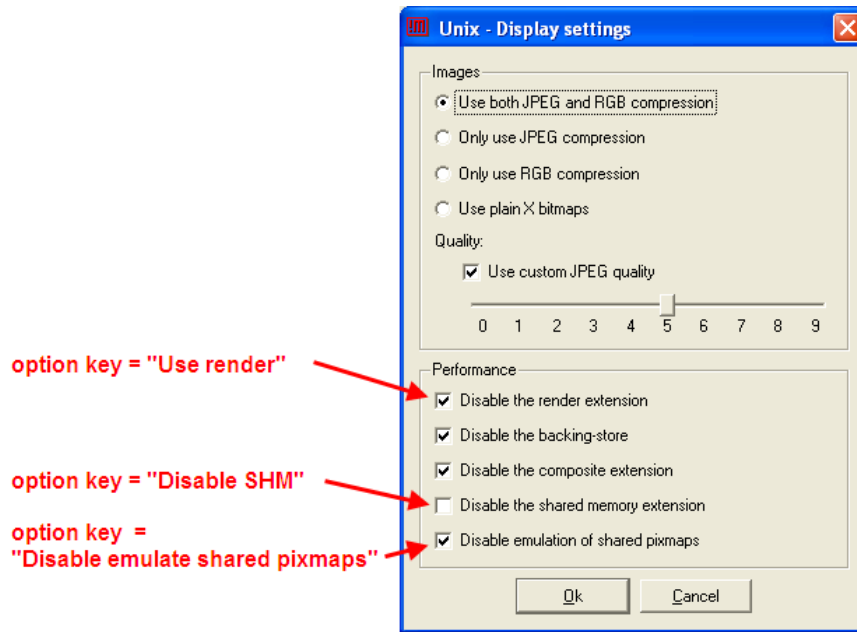 Unix - Display settings
Images
Use both JPEG and RGB compression
Only use JPEG compression
Only use RGB compression
Use plain X bitmaps
Quality:
Use custom JPEG quality
0 1 2 3 4 5 6 7 8 9
option key = "Use render"
Performance
Disable the render extension
Disable the backing-store
Disable the composite extension
option key = "Disable SHM"
Disable the shared memory extension
option key =
"Disable emulate shared pixmaps"
Disable emulation of shared pixmaps
Ok Cancel